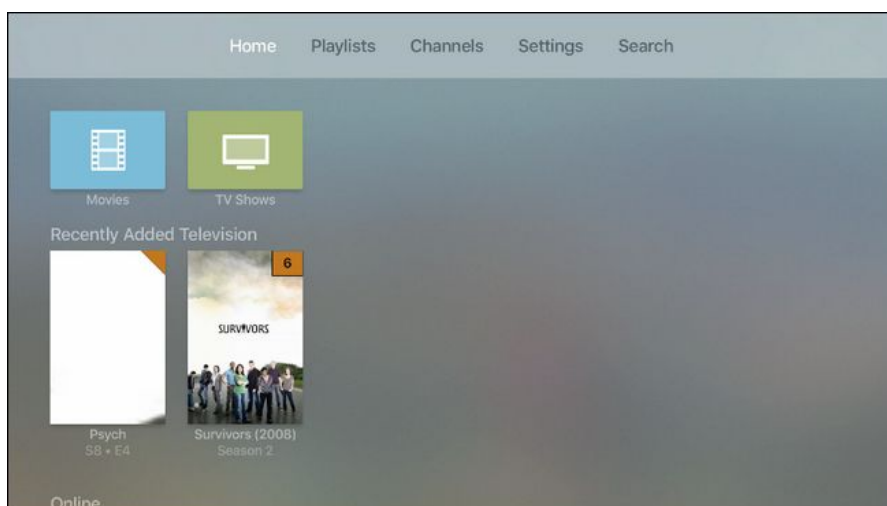 Home Playlists Channels Settings Search
Movies TV Shows
Recently Added Television
6
SURVIVORS
Psych Survivors (2008)
S8 • E4 Season 2
Online